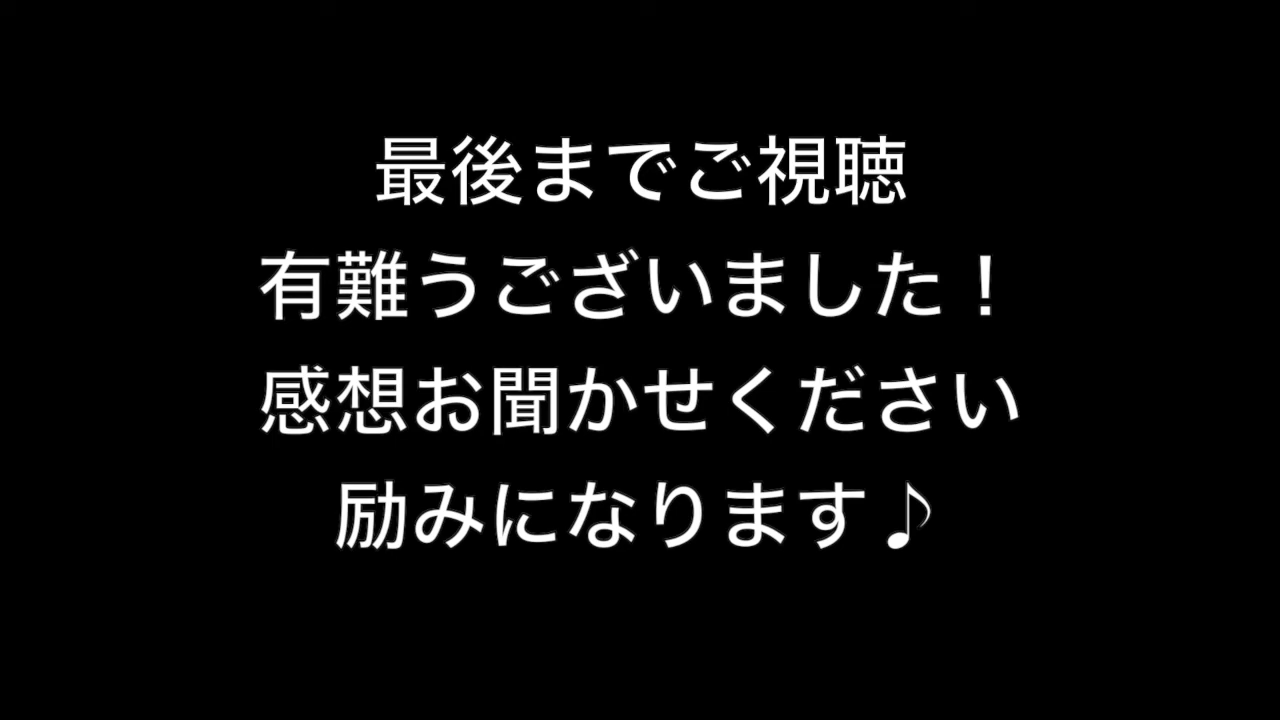 最後までご視聴
有難うございました！
感想お聞かせください
励みになります♪